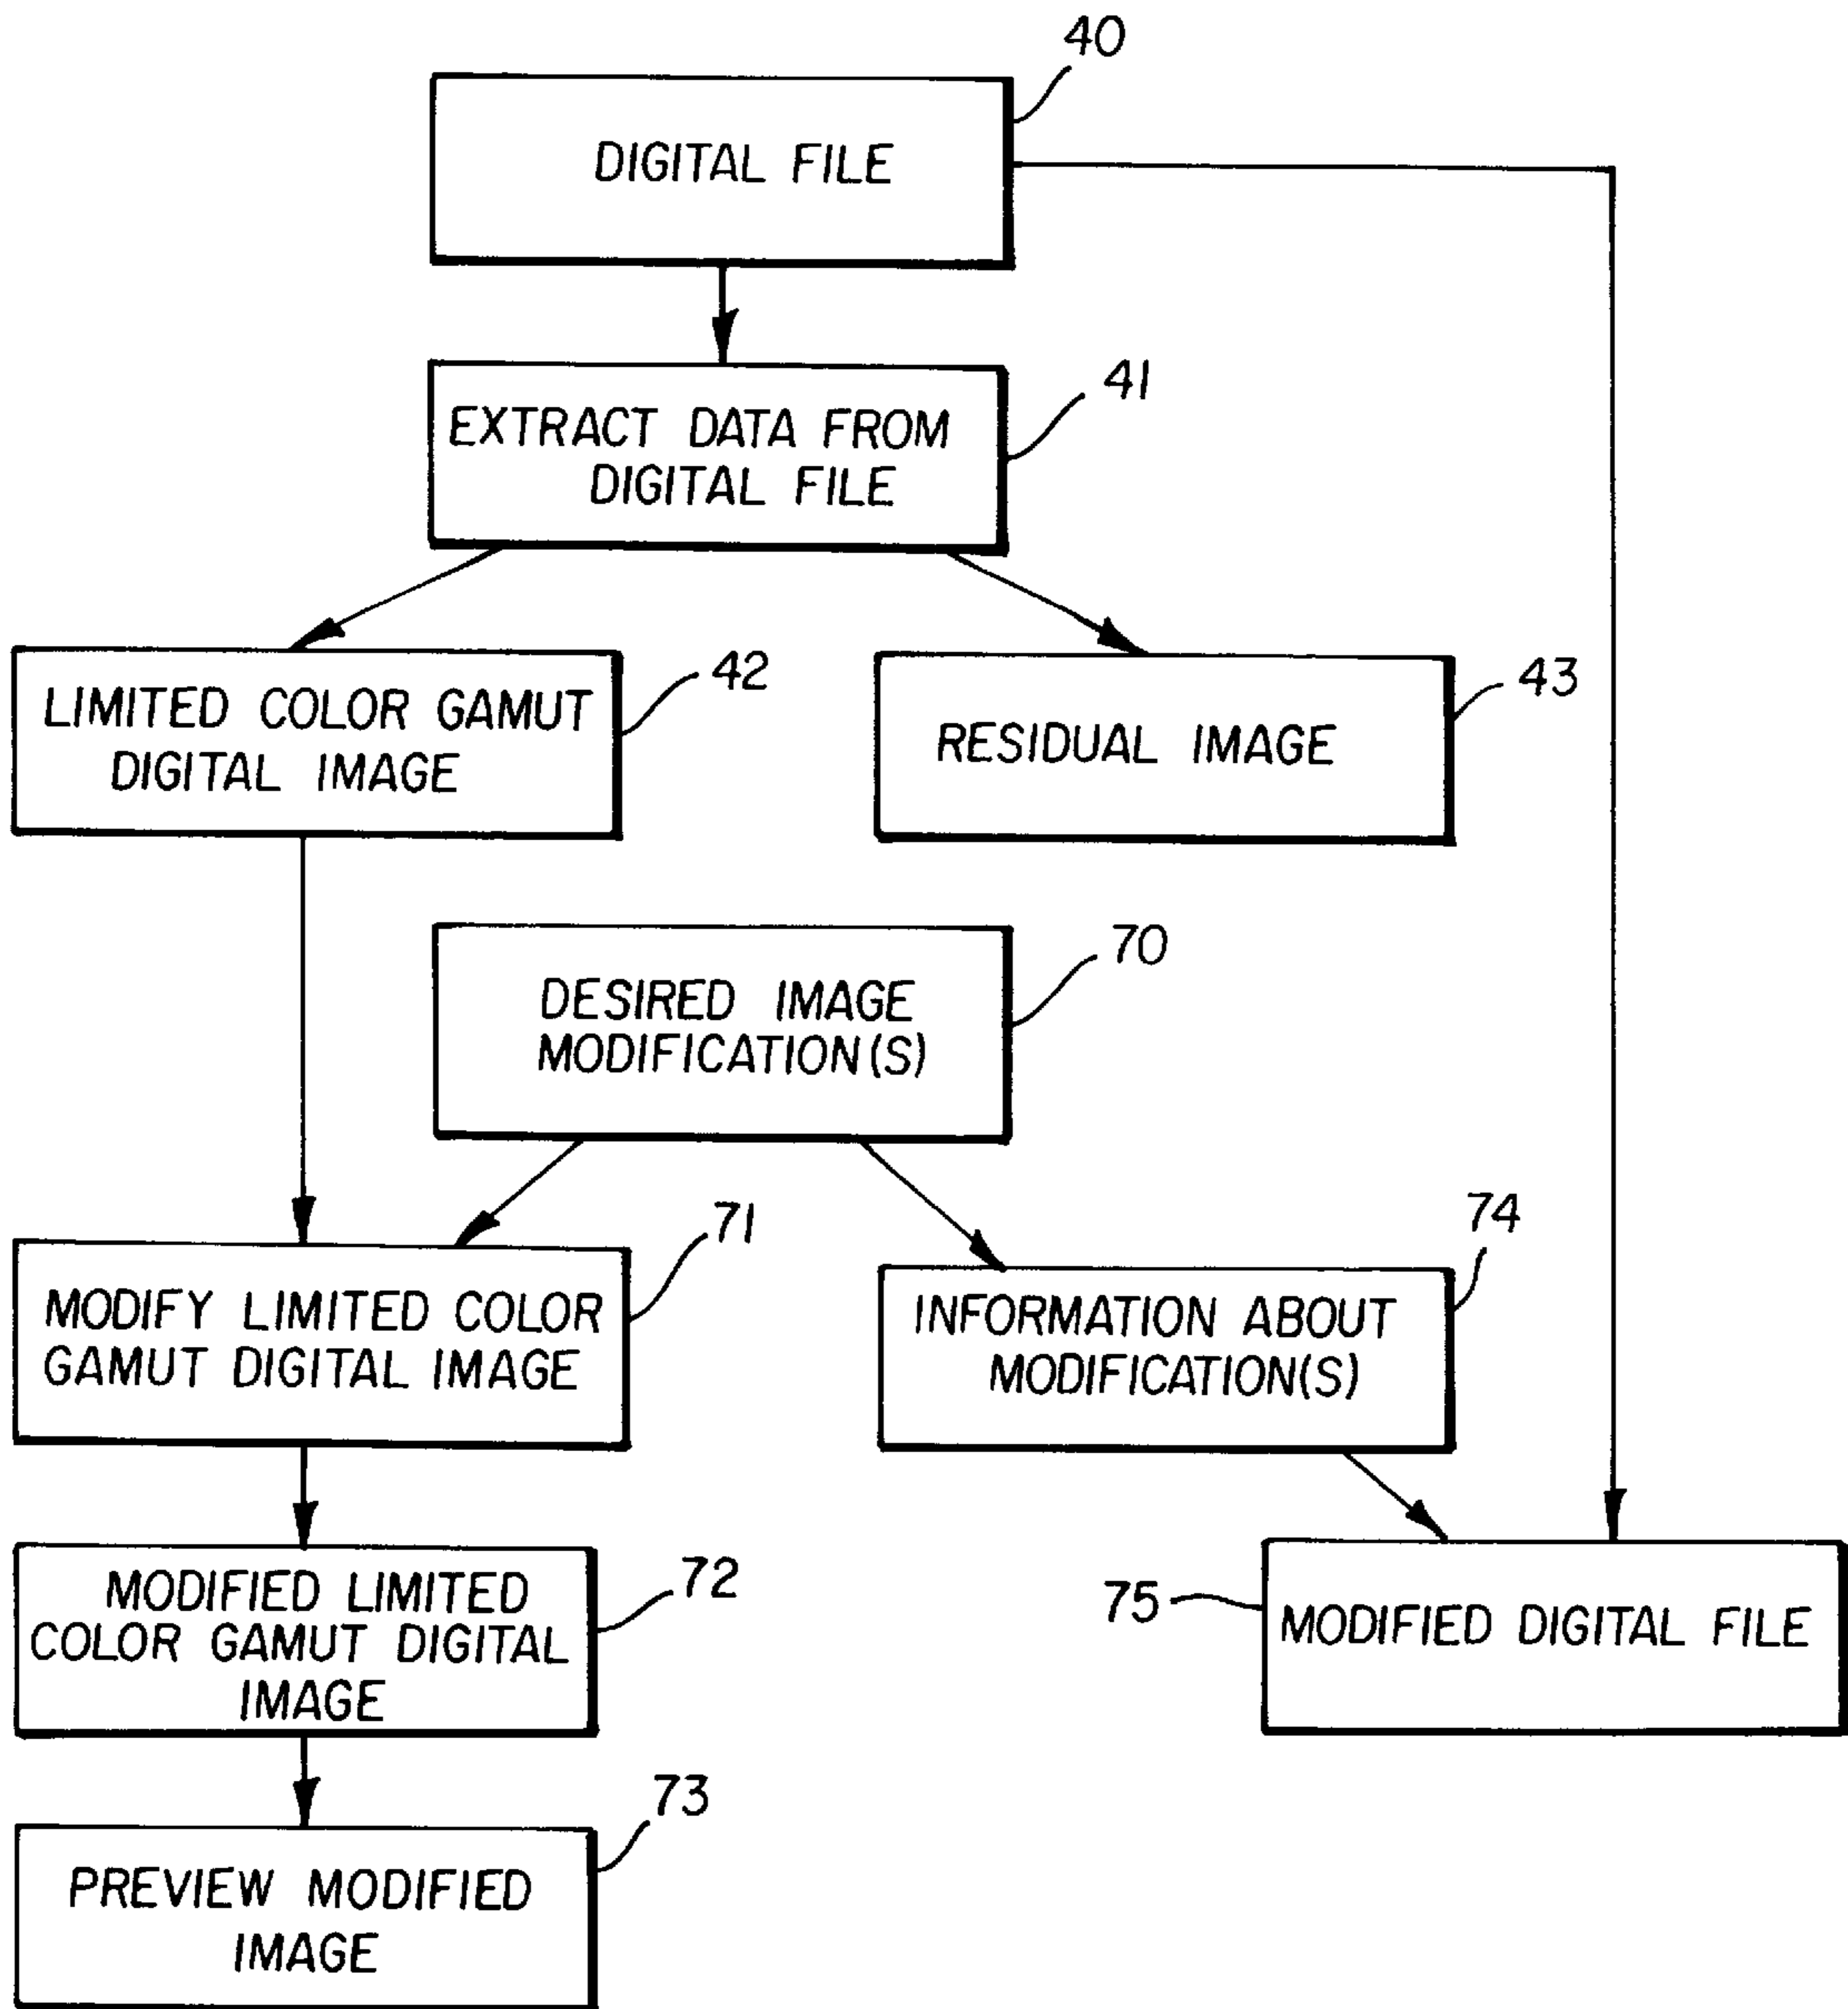 40
DIGITAL FILE
41
EXTRACT DATA FROM
DIGITAL FILE
42
LIMITED COLOR GAMUT
DIGITAL IMAGE
43
RESIDUAL IMAGE
70
DESIRED IMAGE
MODIFICATION(S)
71
MODIFY LIMITED COLOR
GAMUT DIGITAL IMAGE
74
INFORMATION ABOUT
MODIFICATION(S)
72
MODIFIED LIMITED
COLOR GAMUT DIGITAL
IMAGE
75
MODIFIED DIGITAL FILE
73
PREVIEW MODIFIED
IMAGE